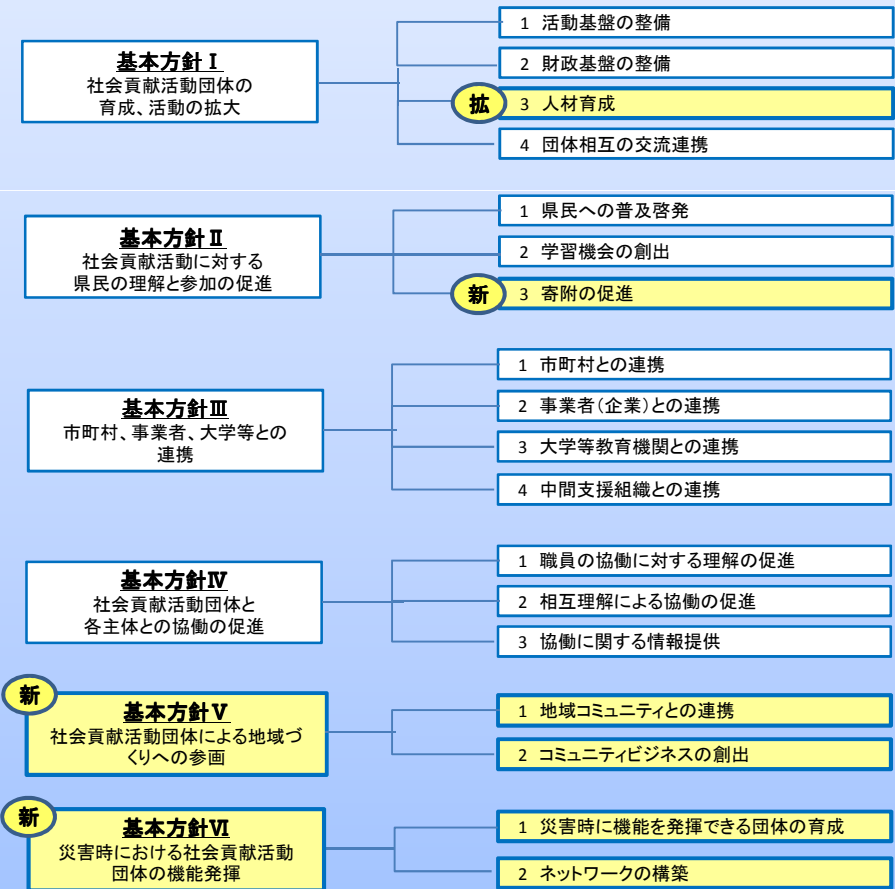 基本方針Ⅰ
社会貢献活動団体の
育成、活動の拡大
1 活動基盤の整備
2 財政基盤の整備
拡
3 人材育成
4 団体相互の交流連携
基本方針Ⅱ
社会貢献活動に対する
県民の理解と参加の促進
1 県民への普及啓発
2 学習機会の創出
新
3 寄附の促進
基本方針Ⅲ
市町村、事業者、大学等との
連携
1 市町村との連携
2 事業者(企業)との連携
3 大学等教育機関との連携
4 中間支援組織との連携
基本方針Ⅳ
社会貢献活動団体と
各主体との協働の促進
1 職員の協働に対する理解の促進
2 相互理解による協働の促進
3 協働に関する情報提供
新
基本方針Ⅴ
社会貢献活動団体による地域づ
くりへの参画
1 地域コミュニティとの連携
2 コミュニティビジネスの創出
新
基本方針Ⅵ
災害時における社会貢献活動
団体の機能発揮
1 災害時に機能を発揮できる団体の育成
2 ネットワークの構築